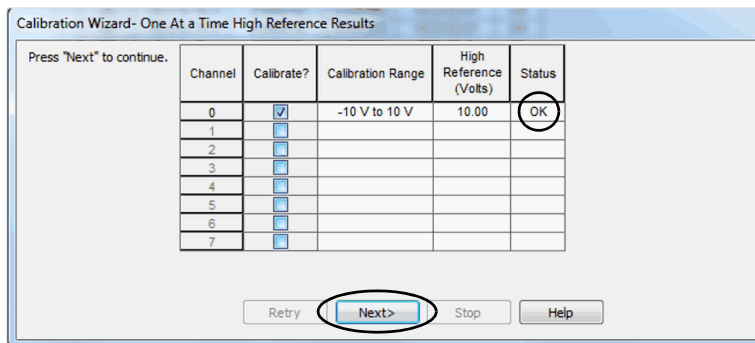 Calibration Wizard- One At a Time High Reference Results
Press "Next" to continue.
Channel Calibrate? Calibration Range High Reference (Volts) Status
0 -10 V to 10 V 10.00 OK
1
2
3
4
5
6
7
Retry Next> Stop Help